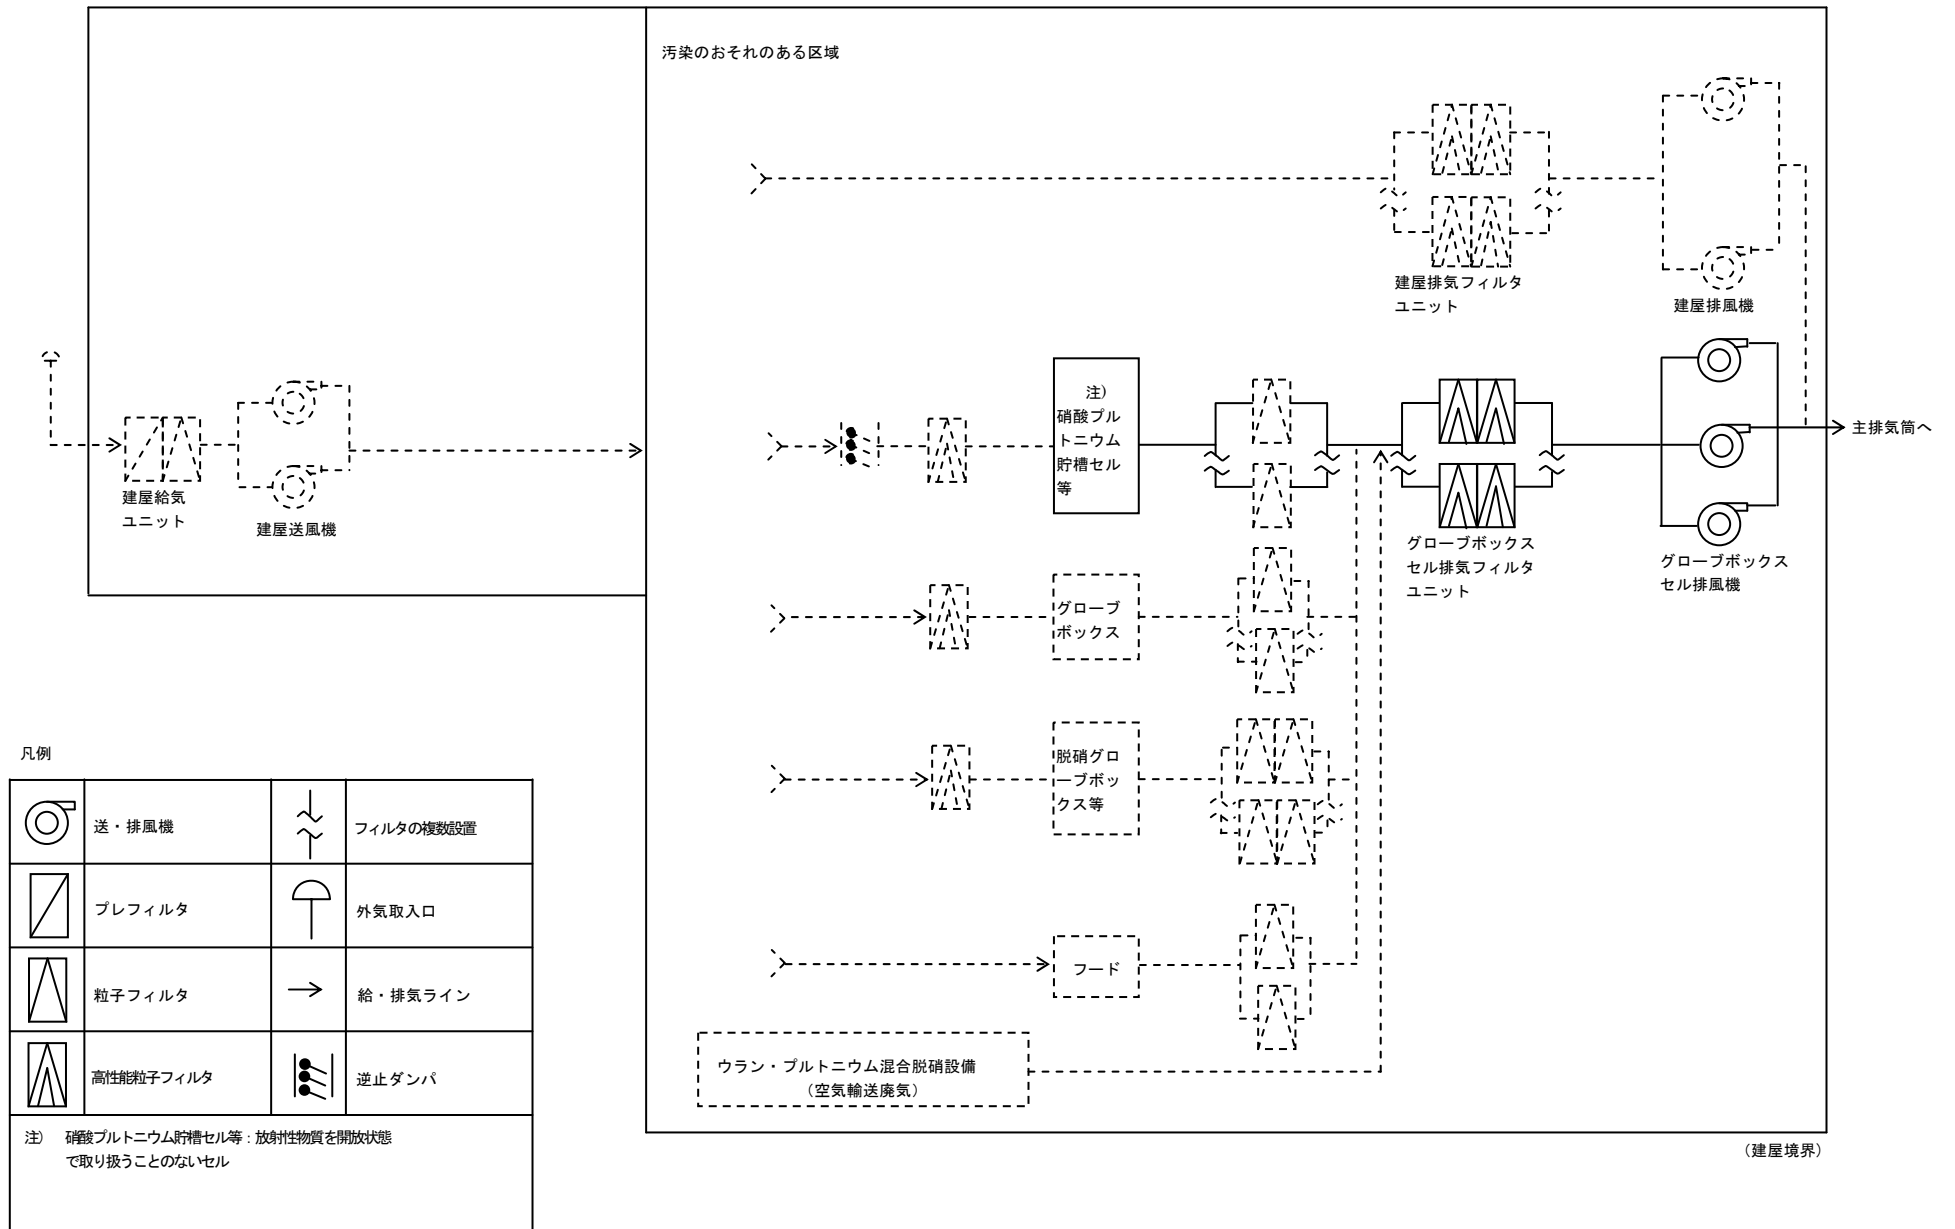 汚染のおそれのある区域
建屋排気フィルタ
ユニット
建屋排風機
注)
硝酸プル
トニウム
貯槽セル
等
主排気筒へ
建屋給気
ユニット
建屋送風機
グローブボックス
セル排気フィルタ
ユニット
グローブボックス
セル排風機
グローブ
ボックス
脱硝グロ
ーブボッ
クス等
フード
ウラン・プルトニウム混合脱硝設備
(空気輸送廃気)
(建屋境界)
凡例
送・排風機
フィルタの複数設置
プレフィルタ
外気取入口
粒子フィルタ
給・排気ライン
高性能粒子フィルタ
逆止ダンパ
注) 硝酸プルトニウム貯槽セル等:放射性物質を開放状態
で取り扱うことのないセル